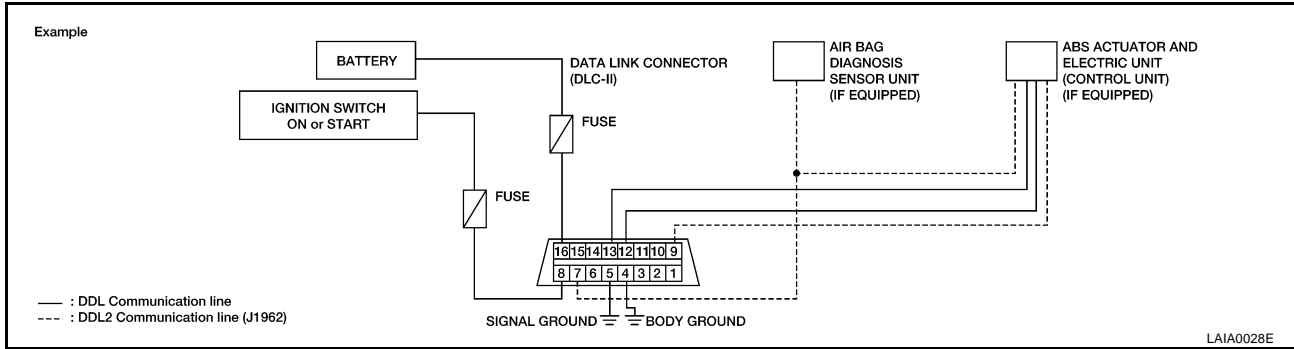 Example
BATTERY
IGNITION SWITCH
ON or START
DATA LINK CONNECTOR
(DLC-II)
FUSE
FUSE
AIR BAG
DIAGNOSIS
SENSOR UNIT
(IF EQUIPPED)
ABS ACTUATOR AND
ELECTRIC UNIT
(CONTROL UNIT)
(IF EQUIPPED)
16 15 14 13 12 11 10 9
8 7 6 5 4 3 2 1
: DDL Communication line
: DDL2 Communication line (J1962)
SIGNAL GROUND
BODY GROUND
LAIA0028E